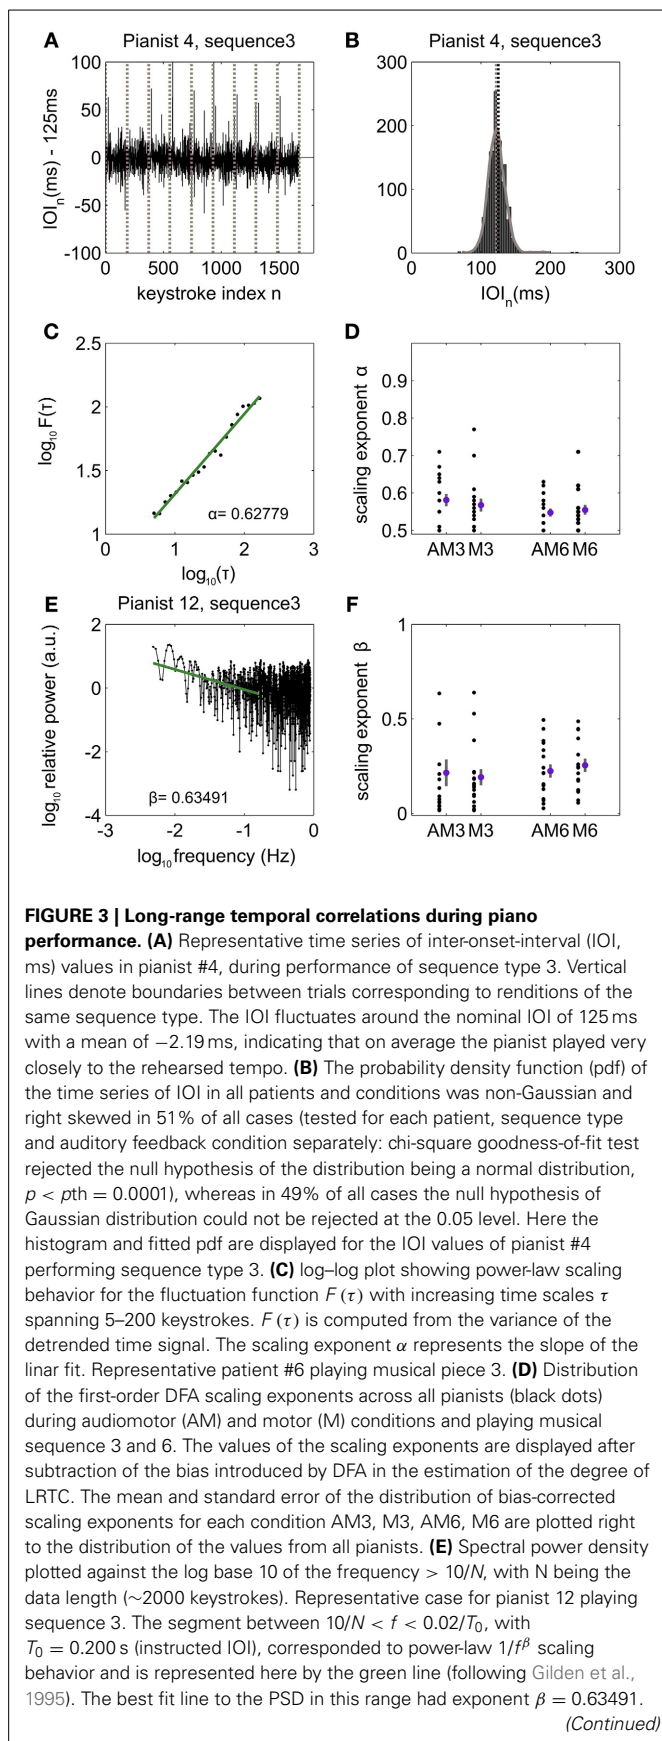 A Pianist 4, sequence3
B Pianist 4, sequence3
100
50
0
-50
-100
IOIn(ms) - 125ms
0 500 1000 1500
keystroke index n
300
200
100
0
0 100 200 300
IOIn(ms)
C
2.5
2
1.5
1
log10 F(τ)
α= 0.62779
0 1 2 3
log10(τ)
D
0.9
0.8
0.7
0.6
0.5
scaling exponent α
AM3 M3 AM6 M6
E Pianist 12, sequence3
2
0
-2
-4
log10 relative power (a.u.)
β= 0.63491
-3 -2 -1 -0
log10 frequency (Hz)
F
1
0.5
0
scaling exponent β
AM3 M3 AM6 M6
FIGURE 3 | Long-range temporal correlations during piano
performance. (A) Representative time series of inter-onset-interval (IOI,
ms) values in pianist #4, during performance of sequence type 3. Vertical
lines denote boundaries between trials corresponding to renditions of the
same sequence type. The IOI fluctuates around the nominal IOI of 125 ms
with a mean of −2.19 ms, indicating that on average the pianist played very
closely to the rehearsed tempo. (B) The probability density function (pdf) of
the time series of IOI in all patients and conditions was non-Gaussian and
right skewed in 51% of all cases (tested for each patient, sequence type
and auditory feedback condition separately: chi-square goodness-of-fit test
rejected the null hypothesis of the distribution being a normal distribution,
p < pth = 0.0001), whereas in 49% of all cases the null hypothesis of
Gaussian distribution could not be rejected at the 0.05 level. Here the
histogram and fitted pdf are displayed for the IOI values of pianist #4
performing sequence type 3. (C) log–log plot showing power-law scaling
behavior for the fluctuation function F(τ) with increasing time scales τ
spanning 5–200 keystrokes. F(τ) is computed from the variance of the
detrended time signal. The scaling exponent α represents the slope of the
linar fit. Representative patient #6 playing musical piece 3. (D) Distribution
of the first-order DFA scaling exponents across all pianists (black dots)
during audiomotor (AM) and motor (M) conditions and playing musical
sequence 3 and 6. The values of the scaling exponents are displayed after
subtraction of the bias introduced by DFA in the estimation of the degree of
LRTC. The mean and standard error of the distribution of bias-corrected
scaling exponents for each condition AM3, M3, AM6, M6 are plotted right
to the distribution of the values from all pianists. (E) Spectral power density
plotted against the log base 10 of the frequency > 10/N, with N being the
data length (~2000 keystrokes). Representative case for pianist 12 playing
sequence 3. The segment between 10/N < f < 0.02/T0, with
T0 = 0.200 s (instructed IOI), corresponded to power-law 1/f^β scaling
behavior and is represented here by the green line (following Gilden et al.,
1995). The best fit line to the PSD in this range had exponent β = 0.63491.
(Continued)